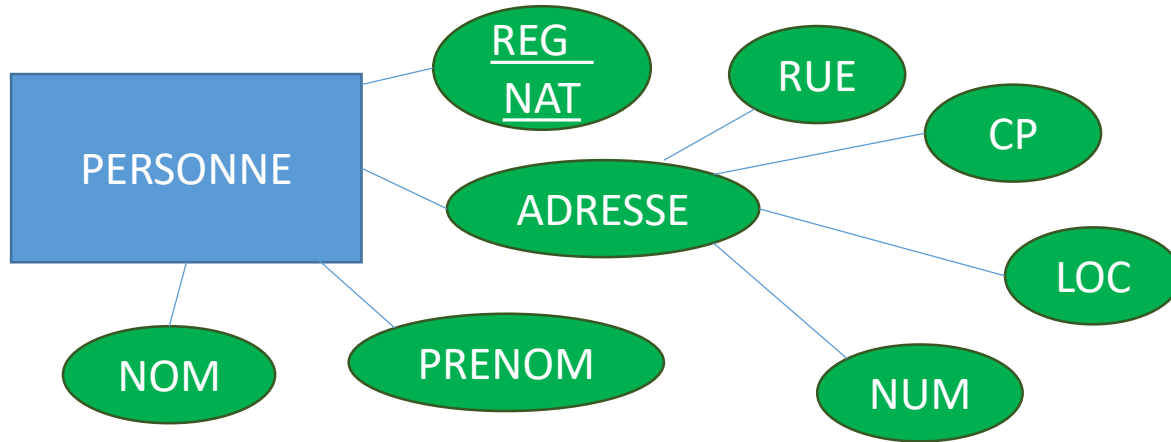 REG
NAT
RUE
CP
PERSONNE
ADRESSE
LOC
NOM
PRENOM
NUM